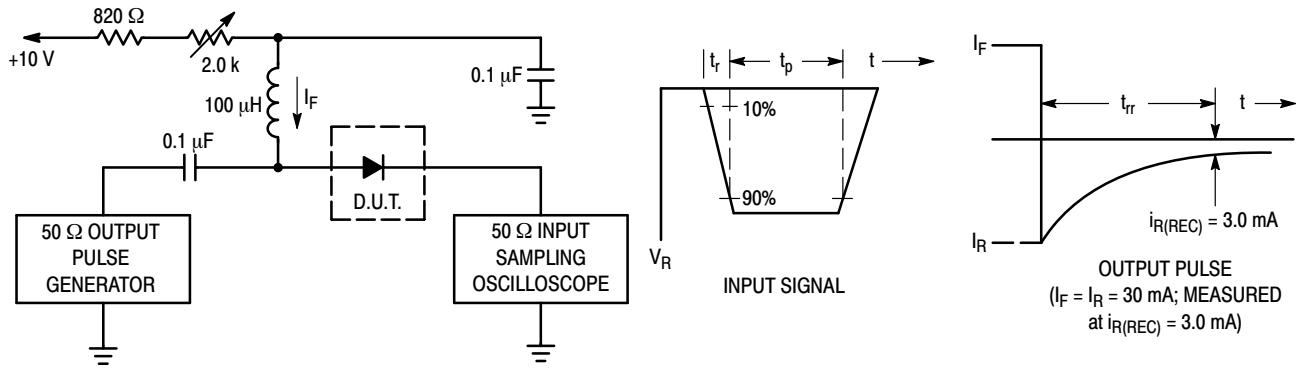 820 Ω
+10 V
2.0 k
100 µH
I_F
0.1 µF
0.1 µF
D.U.T.
50 Ω OUTPUT
PULSE
GENERATOR
50 Ω INPUT
SAMPLING
OSCILLOSCOPE
t_r
t_p
t
10%
90%
V_R
INPUT SIGNAL
I_F
t_rr
t
I_R
i_R(REC) = 3.0 mA
OUTPUT PULSE
(I_F = I_R = 30 mA; MEASURED
at i_R(REC) = 3.0 mA)